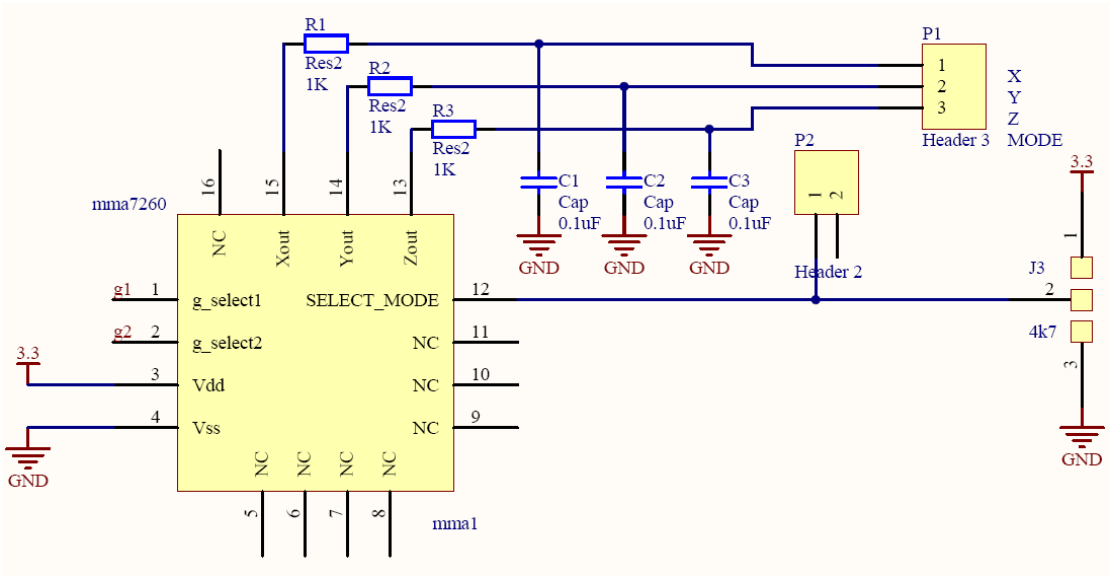 R1
Res2
1K
R2
Res2
1K
R3
Res2
1K
P1
1
2
3
Header 3
X
Y
Z
MODE
P2
1
2
Header 2
3.3
1
J3
2
4k7
3
GND
C1
Cap
0.1uF
GND
C2
Cap
0.1uF
GND
C3
Cap
0.1uF
GND
mma7260
16
15
14
13
NC
Xout
Yout
Zout
g1
1
g_select1
SELECT_MODE
12
g2
2
g_select2
NC
11
3.3
3
Vdd
NC
10
4
Vss
NC
9
GND
NC
NC
NC
NC
5
6
7
8
mma1